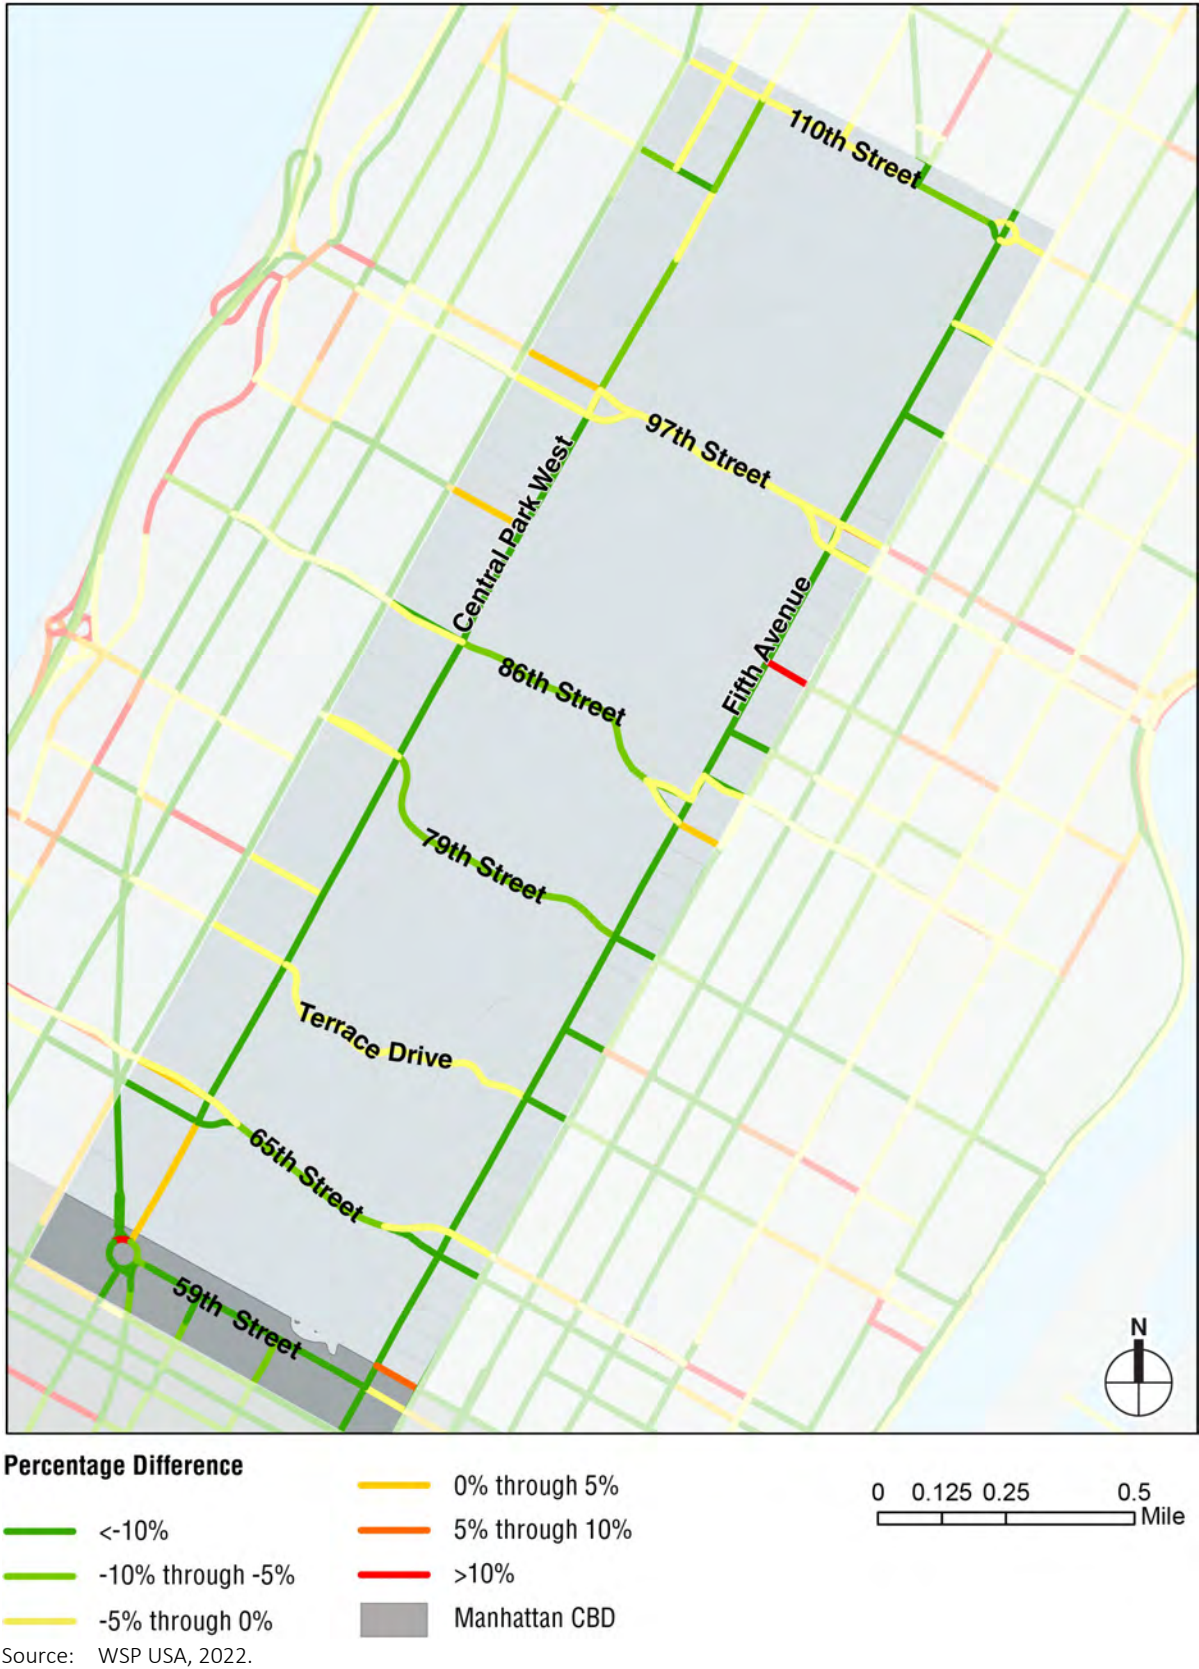 110th Street
97th Street
Central Park West
Fifth Avenue
86th Street
79th Street
Terrace Drive
65th Street
59th Street
N
Percentage Difference
<-10%
-10% through -5%
-5% through 0%
0% through 5%
5% through 10%
>10%
Manhattan CBD
0 0.125 0.25 0.5
Mile
Source: WSP USA, 2022.